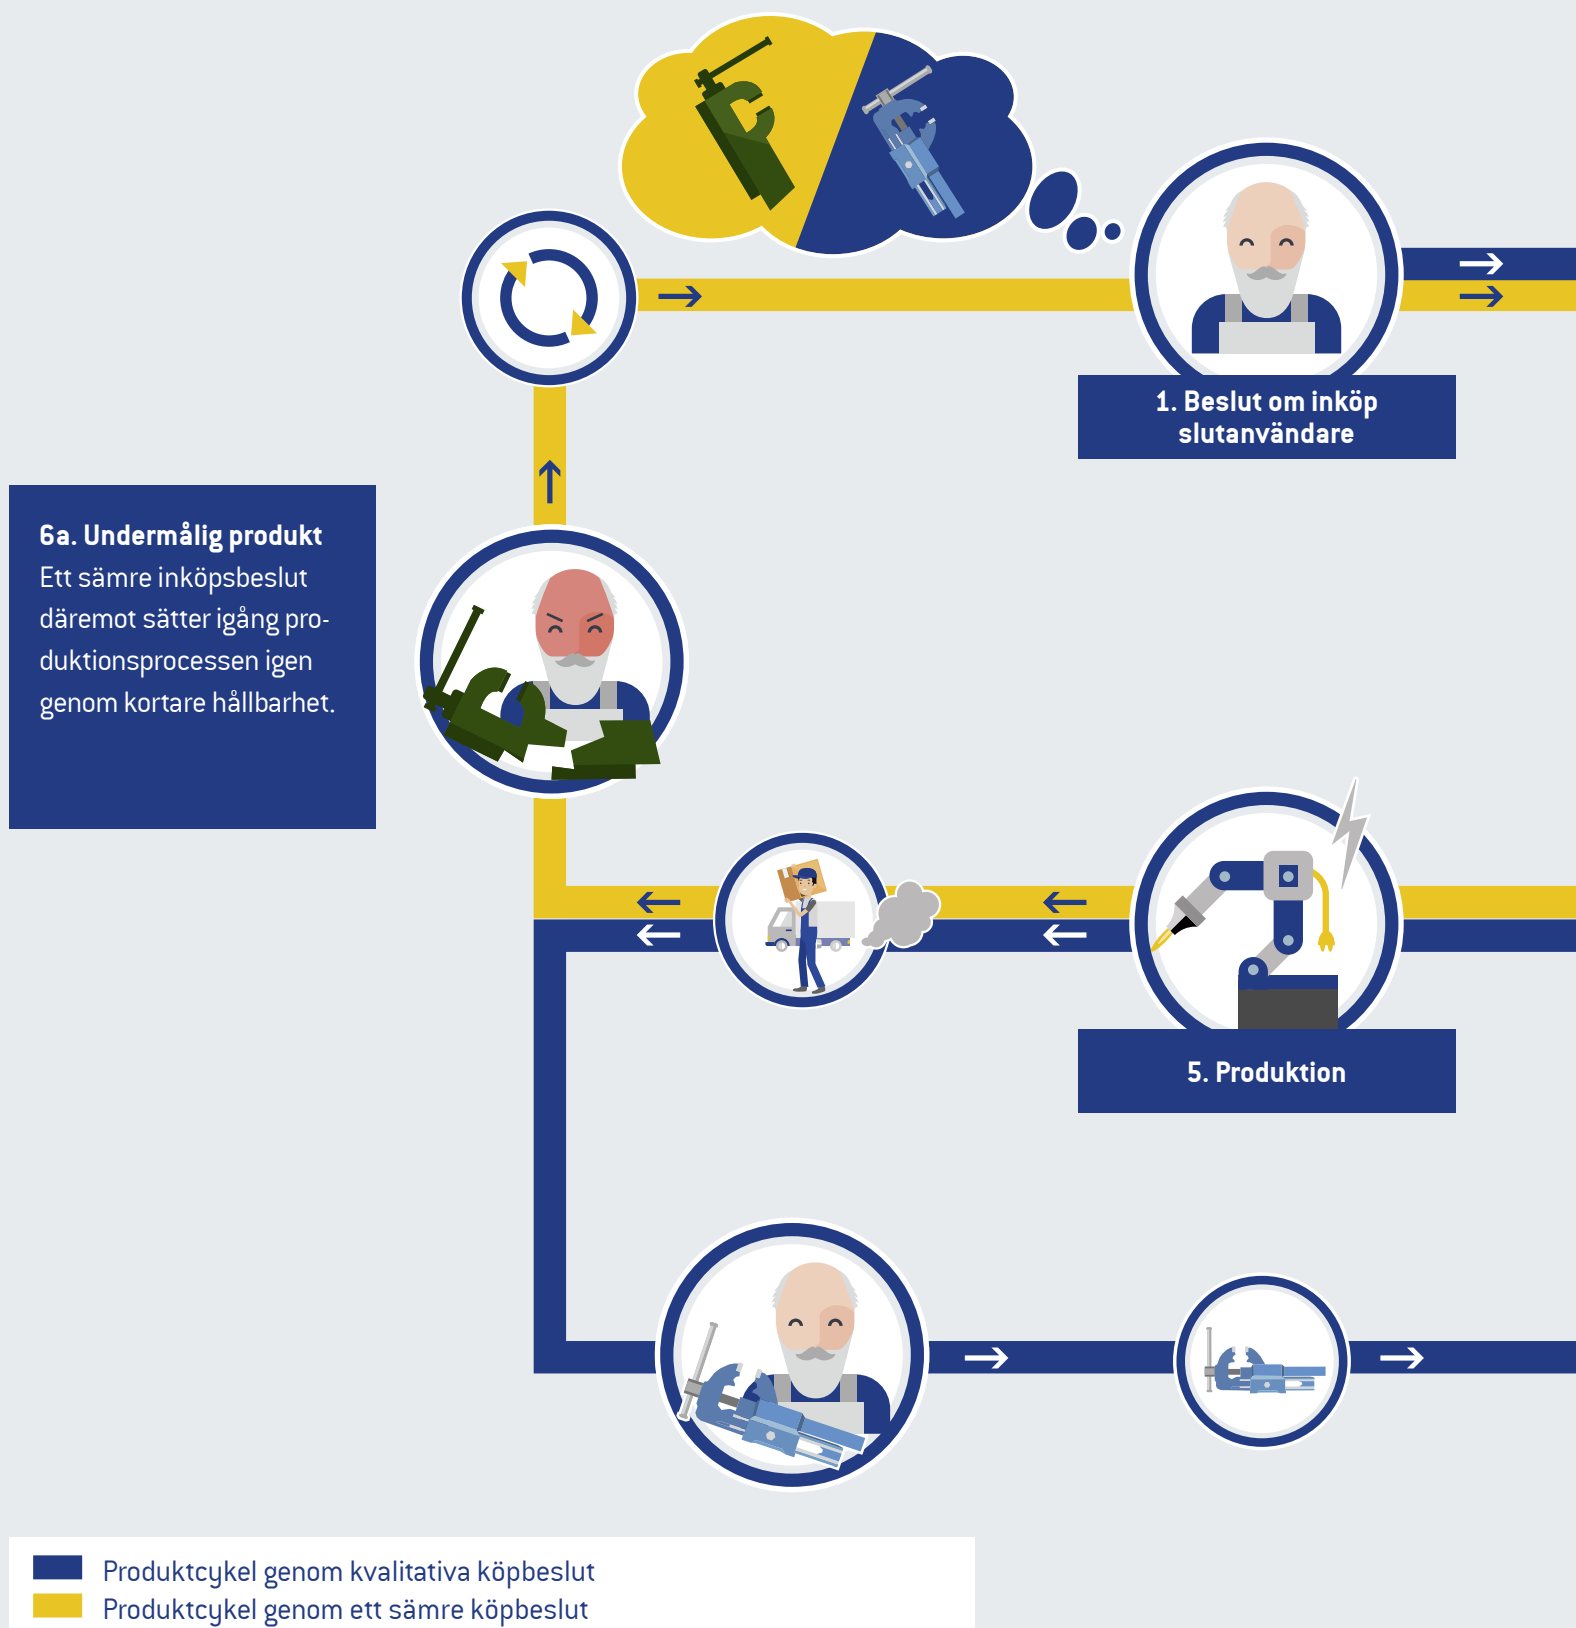 1. Beslut om inköp
slutanvändare
6a. Undermålig produkt
Ett sämre inköpsbeslut
däremot sätter igång pro-
duktionsprocessen igen
genom kortare hållbarhet.
5. Produktion
Produktcykel genom kvalitativa köpbeslut
Produktcykel genom ett sämre köpbeslut